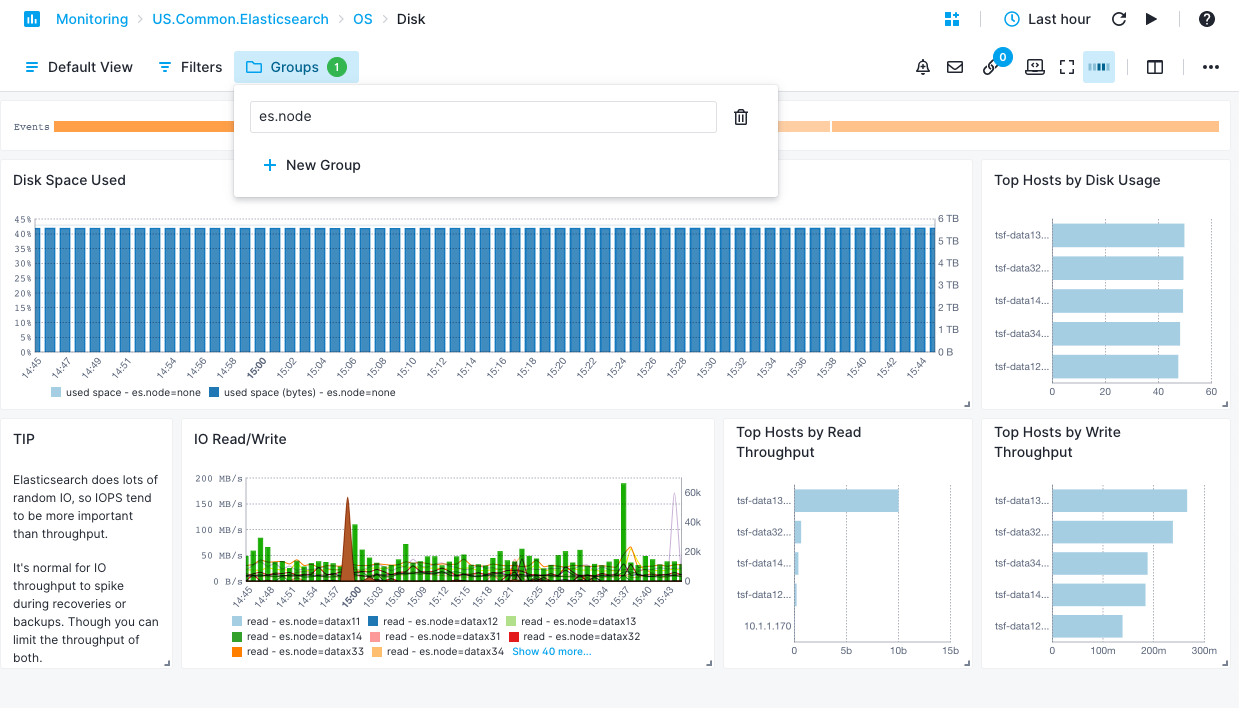 Monitoring US.Common.Elasticsearch OS Disk Last hour
Default View Filters Groups 1 0
es.node
New Group
Events
Disk Space Used
45% 40% 35% 30% 25% 20% 15% 10% 5% 0%
6 TB 5 TB 4 TB 3 TB 2 TB 1 TB 0 B
14:45 14:47 14:49 14:51 14:54 14:56 14:58 15:00 15:02 15:04 15:06 15:08 15:10 15:12 15:14 15:16 15:18 15:20 15:22 15:24 15:26 15:28 15:30 15:32 15:34 15:36 15:38 15:40 15:42 15:44
used space - es.node=none used space (bytes) - es.node=none
Top Hosts by Disk Usage
tsf-data13...
tsf-data32...
tsf-data14...
tsf-data34...
tsf-data12...
0 20 40 60
TIP
Elasticsearch does lots of
random IO, so IOPS tend
to be more important
than throughput.
It's normal for IO
throughput to spike
during recoveries or
backups. Though you can
limit the throughput of
both.
IO Read/Write
200 MB/s 150 MB/s 100 MB/s 50 MB/s 0 B/s
60k 40k 20k 0
14:45 14:48 14:51 14:54 14:57 15:00 15:03 15:06 15:09 15:12 15:15 15:18 15:21 15:25 15:28 15:31 15:34 15:37 15:40 15:43
read - es.node=datax11 read - es.node=datax12 read - es.node=datax13
read - es.node=datax14 read - es.node=datax31 read - es.node=datax32
read - es.node=datax33 read - es.node=datax34 Show 40 more...
Top Hosts by Read
Throughput
tsf-data13...
tsf-data32...
tsf-data14...
tsf-data12...
10.1.1.170
0 5b 10b 15b
Top Hosts by Write
Throughput
tsf-data13...
tsf-data32...
tsf-data34...
tsf-data14...
tsf-data12...
0 100m 200m 300m